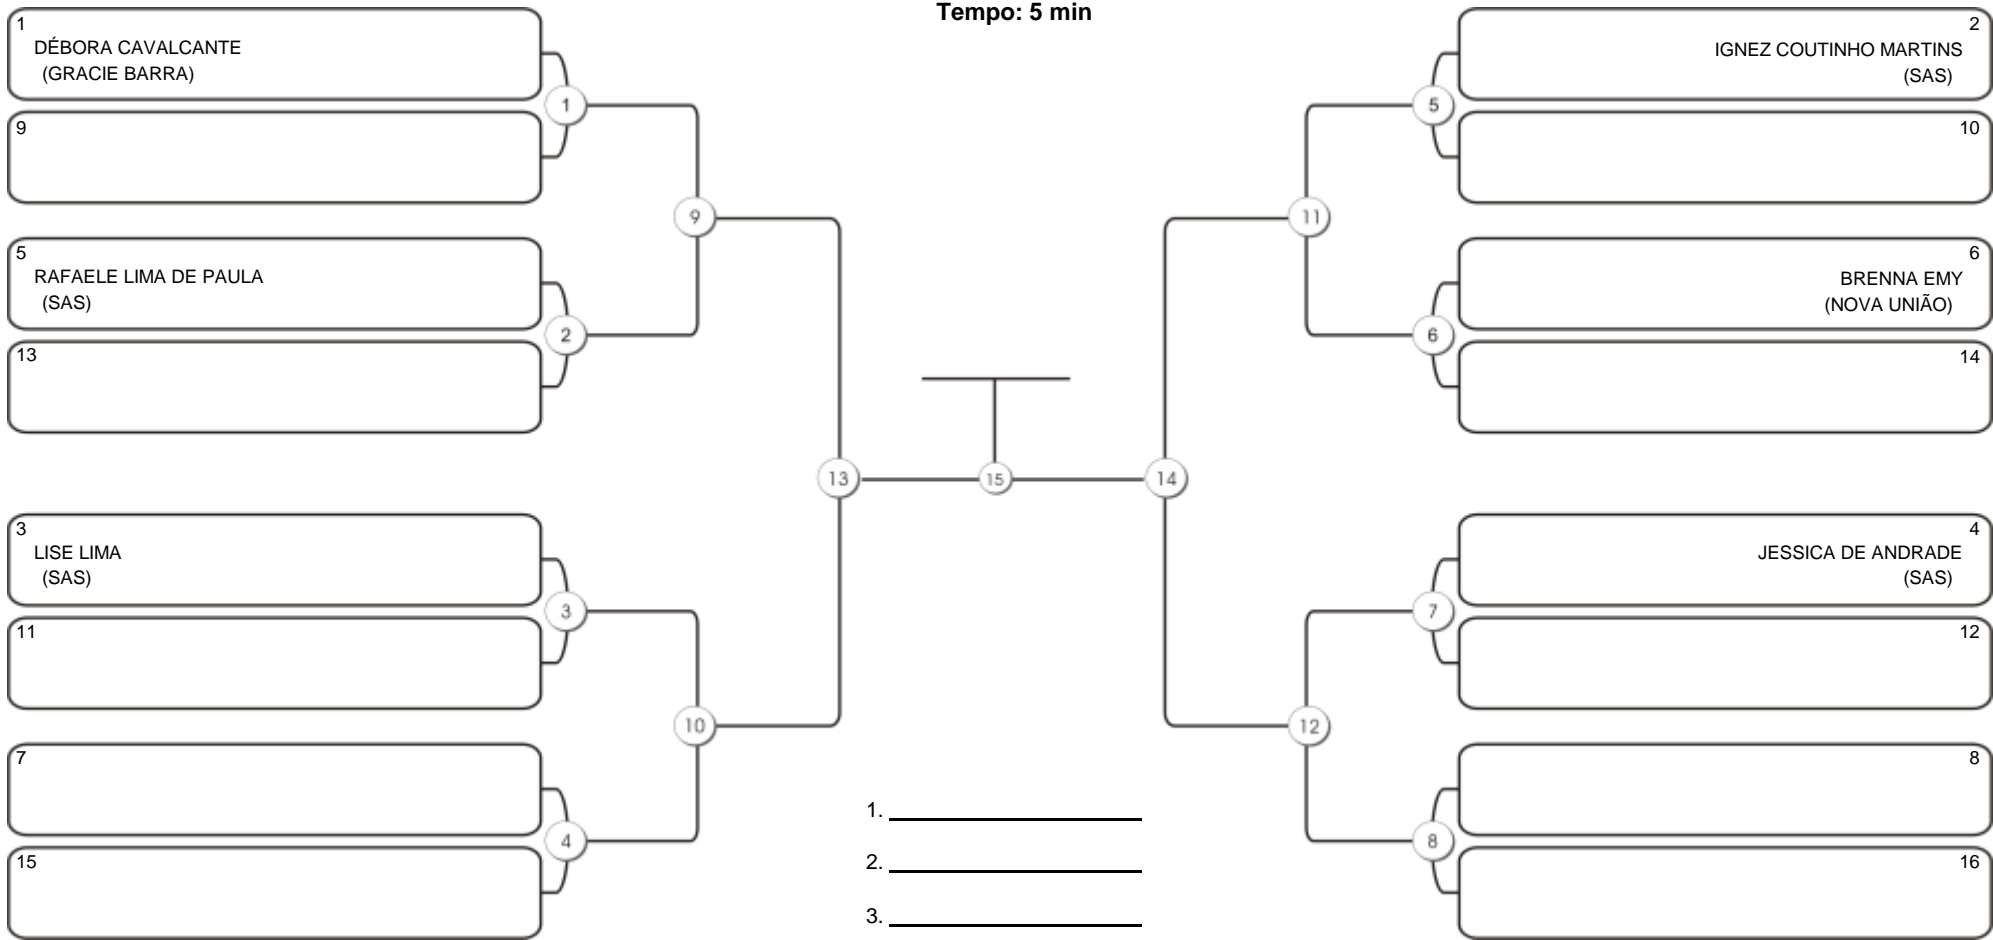 Tempo: 5 min
1
DÉBORA CAVALCANTE
(GRACIE BARRA)
1
9
9
5
RAFAELE LIMA DE PAULA
(SAS)
2
13
13
3
LISE LIMA
(SAS)
3
11
10
7
4
15
15
2
IGNEZ COUTINHO MARTINS
(SAS)
5
10
11
6
BRENNA EMY
(NOVA UNIÃO)
6
14
14
4
JESSICA DE ANDRADE
(SAS)
7
12
12
8
8
16
1.
2.
3.